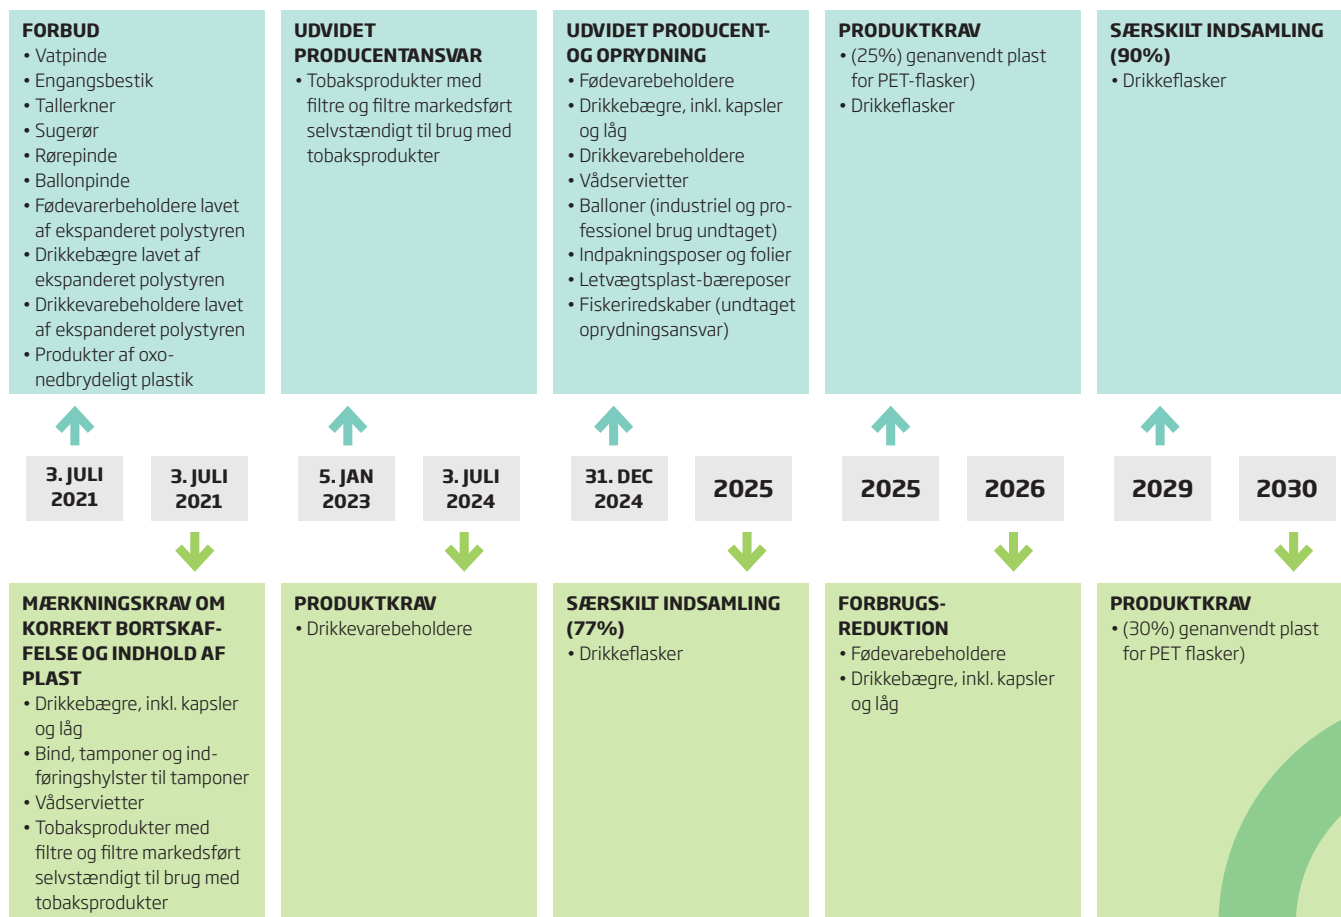 FORBUD
• Vatpinde
• Engangsbestik
• Tallerkner
• Sugerør
• Rørepinde
• Ballonpinde
• Fødevarerbeholdere lavet
af ekspanderet polystyren
• Drikkebægre lavet af
ekspanderet polystyren
• Drikkevarebeholdere lavet
af ekspanderet polystyren
• Produkter af oxo-
nedbrydeligt plastik
UDVIDET
PRODUCENTANSVAR
• Tobaksprodukter med
filtre og filtre markedsført
selvstændigt til brug med
tobaksprodukter
UDVIDET PRODUCENT-
OG OPRYDNING
• Fødevarebeholdere
• Drikkebægre, inkl. kapsler
og låg
• Drikkevarebeholdere
• Vådservietter
• Balloner (industriel og pro-
fessionel brug undtaget)
• Indpakningsposer og folier
• Letvægtsplast-bæreposer
• Fiskeriredskaber (undtaget
oprydningsansvar)
PRODUKTKRAV
• (25%) genanvendt plast
for PET-flasker)
• Drikkeflasker
SÆRSKILT INDSAMLING
(90%)
• Drikkeflasker
3. JULI
2021
3. JULI
2021
5. JAN
2023
3. JULI
2024
31. DEC
2024
2025
2025
2026
2029
2030
MÆRKNINGSKRAV OM
KORREKT BORTSKAF-
FELSE OG INDHOLD AF
PLAST
• Drikkebægre, inkl. kapsler
og låg
• Bind, tamponer og ind-
føringshylster til tamponer
• Vådservietter
• Tobaksprodukter med
filtre og filtre markedsført
selvstændigt til brug med
tobaksprodukter
PRODUKTKRAV
• Drikkevarebeholdere
SÆRSKILT INDSAMLING
(77%)
• Drikkeflasker
FORBRUGS-
REDUKTION
• Fødevarebeholdere
• Drikkebægre, inkl. kapsler
og låg
PRODUKTKRAV
• (30%) genanvendt plast
for PET flasker)